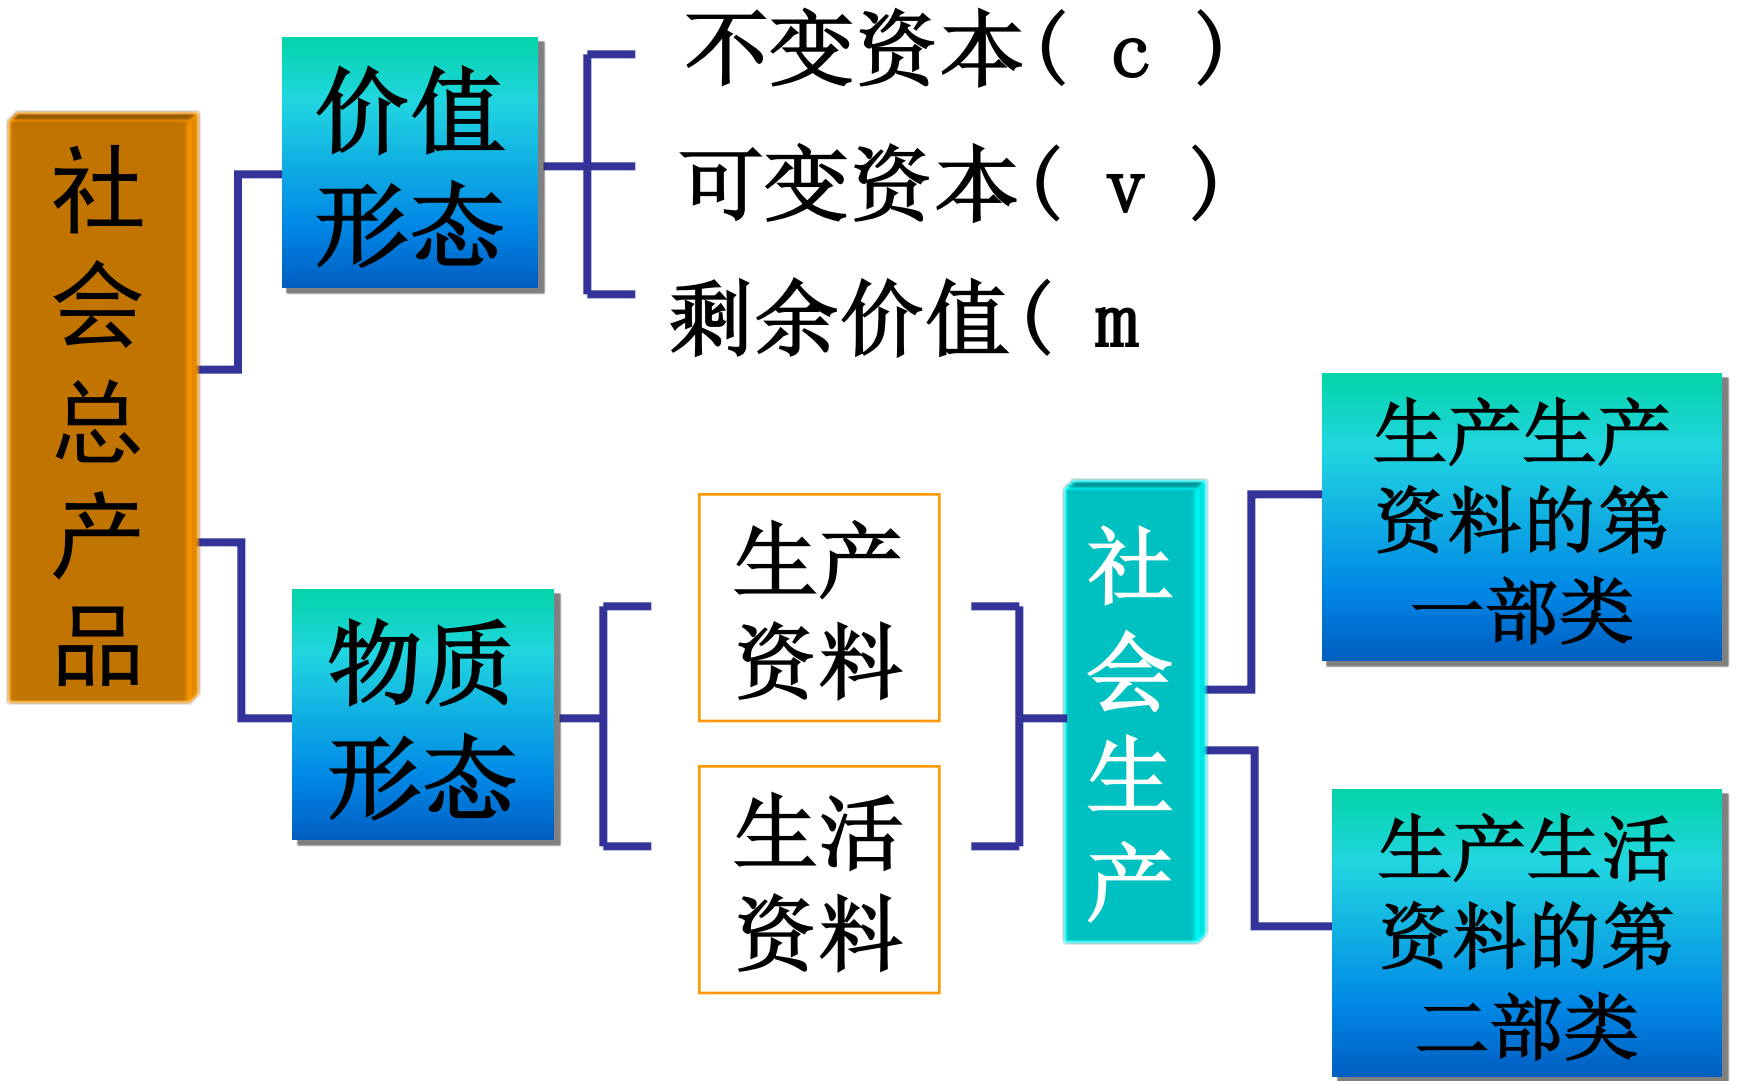 社
会
总
产
品
价值
形态
不变资本( c )
可变资本( v )
剩余价值( m
物质
形态
生产
资料
生活
资料
社
会
生
产
生产生产
资料的第
一部类
生产生活
资料的第
二部类